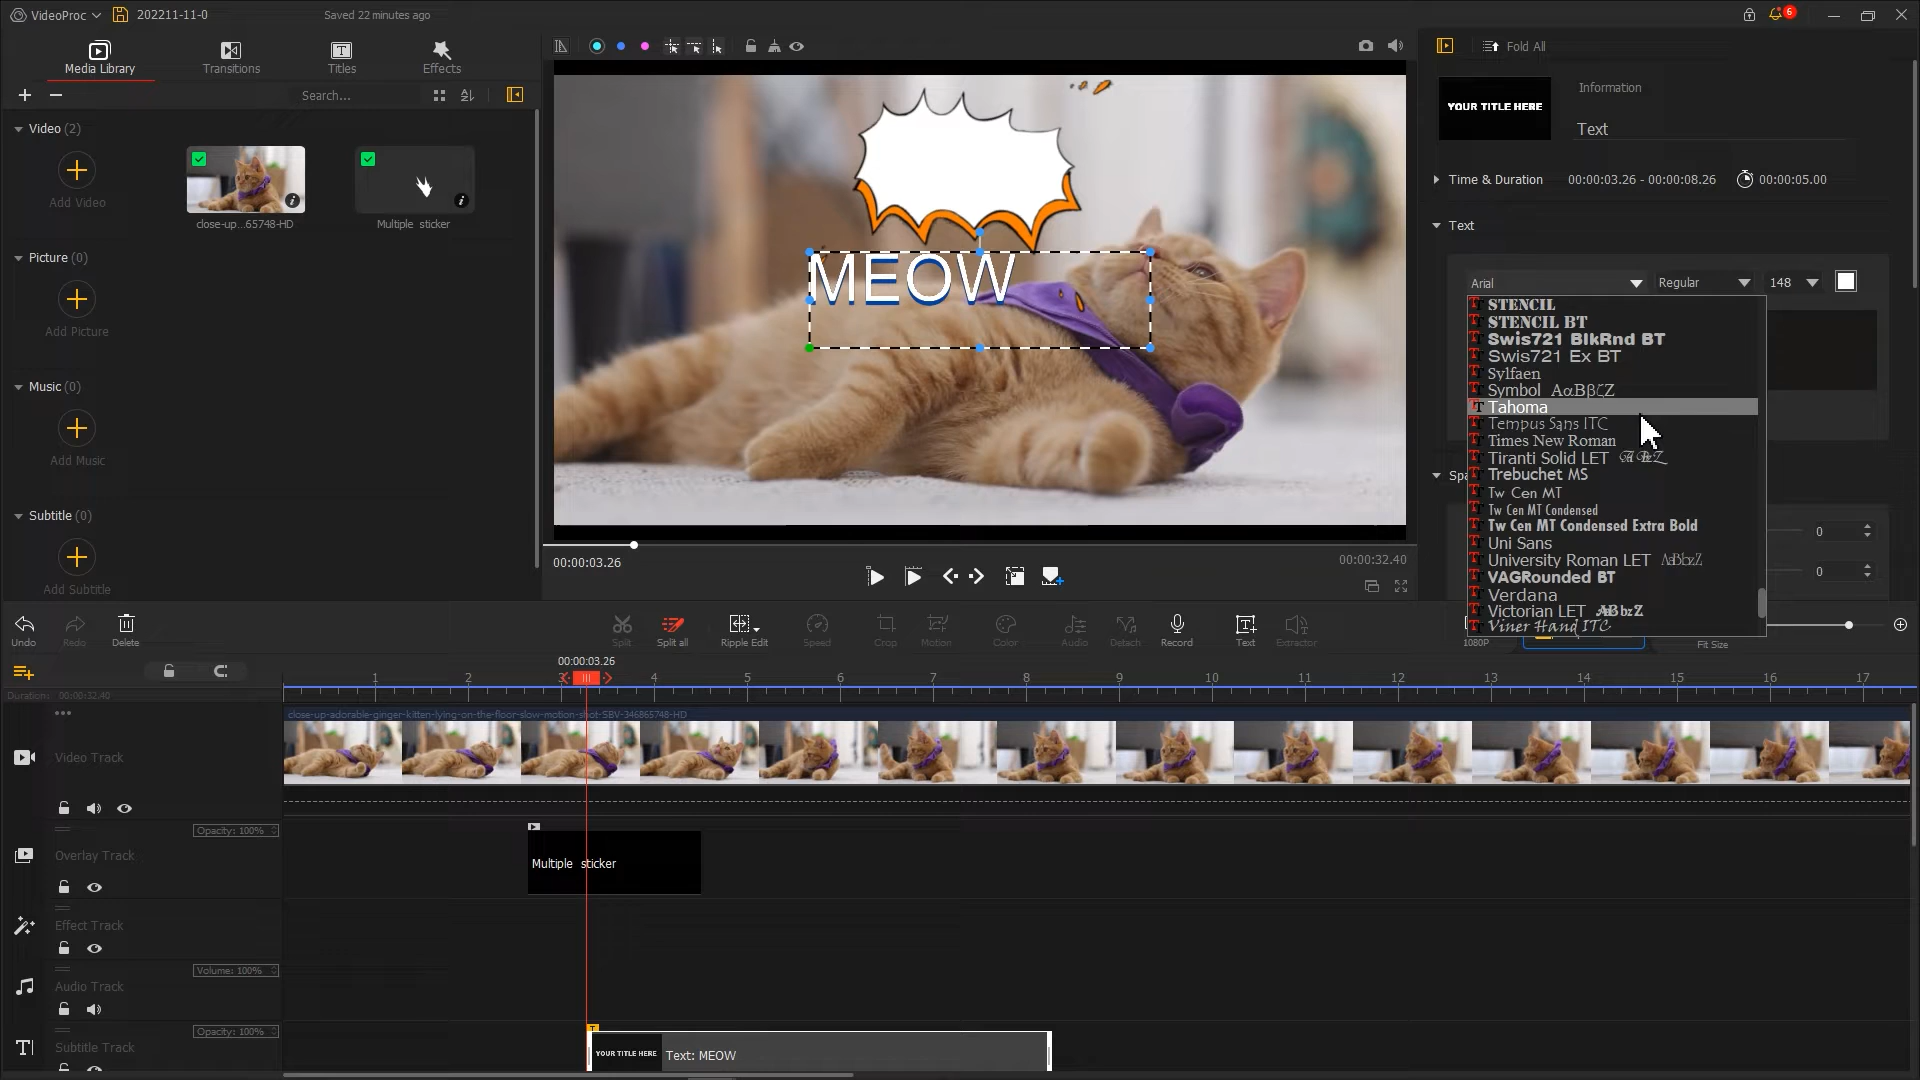 VideoProc
202211-11-0
Saved 22 minutes ago
6
Media Library
Transitions
Titles
Effects
Search...
Video (2)
Add Video
close-up...65748-HD
Multiple sticker
Picture (0)
Add Picture
Music (0)
Add Music
Subtitle (0)
Add Subtitle
MEOW
00:00:03.26
00:00:32.40
Fold All
YOUR TITLE HERE
Information
Text
Time & Duration
00:00:03.26 - 00:00:08.26
00:00:05.00
Text
Arial
Regular
148
STENCIL
STENCIL BT
Swis721 BlkRnd BT
Swis721 Ex BT
Sylfaen
Symbol ΑαΒβζΖ
Tahoma
Tempus Sans ITC
Times New Roman
Tiranti Solid LET
Trebuchet MS
Tw Cen MT
Tw Cen MT Condensed
Tw Cen MT Condensed Extra Bold
Uni Sans
University Roman LET AaBbzZ
VAGRounded BT
Verdana
Victorian LET AaBbzZ
Viner Hand ITC
Spa
0
0
Undo
Redo
Delete
Split
Split all
Ripple Edit
Speed
Crop
Motion
Color
Audio
Detach
Record
Text
Extractor
1080P
Fit Size
00:00:03.26
Duration: 00:00:32.40
1 2 3 4 5 6 7 8 9 10 11 12 13 14 15 16 17
close-up-adorable-ginger-kitten-lying-on-the-floor-slow-motion-shot-SBV-346865748-HD
Video Track
Opacity: 100%
Overlay Track
Multiple sticker
Effect Track
Volume: 100%
Audio Track
Opacity: 100%
Subtitle Track
YOUR TITLE HERE
Text: MEOW